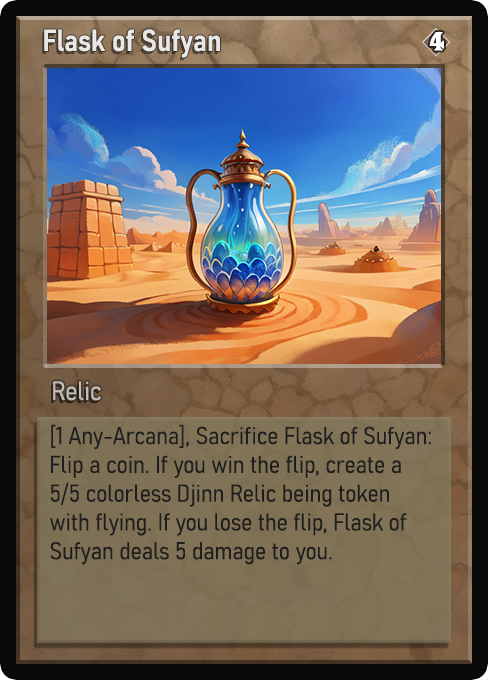 Flask of Sufyan
4
Relic
[1 Any-Arcana], Sacrifice Flask of Sufyan:
Flip a coin. If you win the flip, create a
5/5 colorless Djinn Relic being token
with flying. If you lose the flip, Flask of
Sufyan deals 5 damage to you.